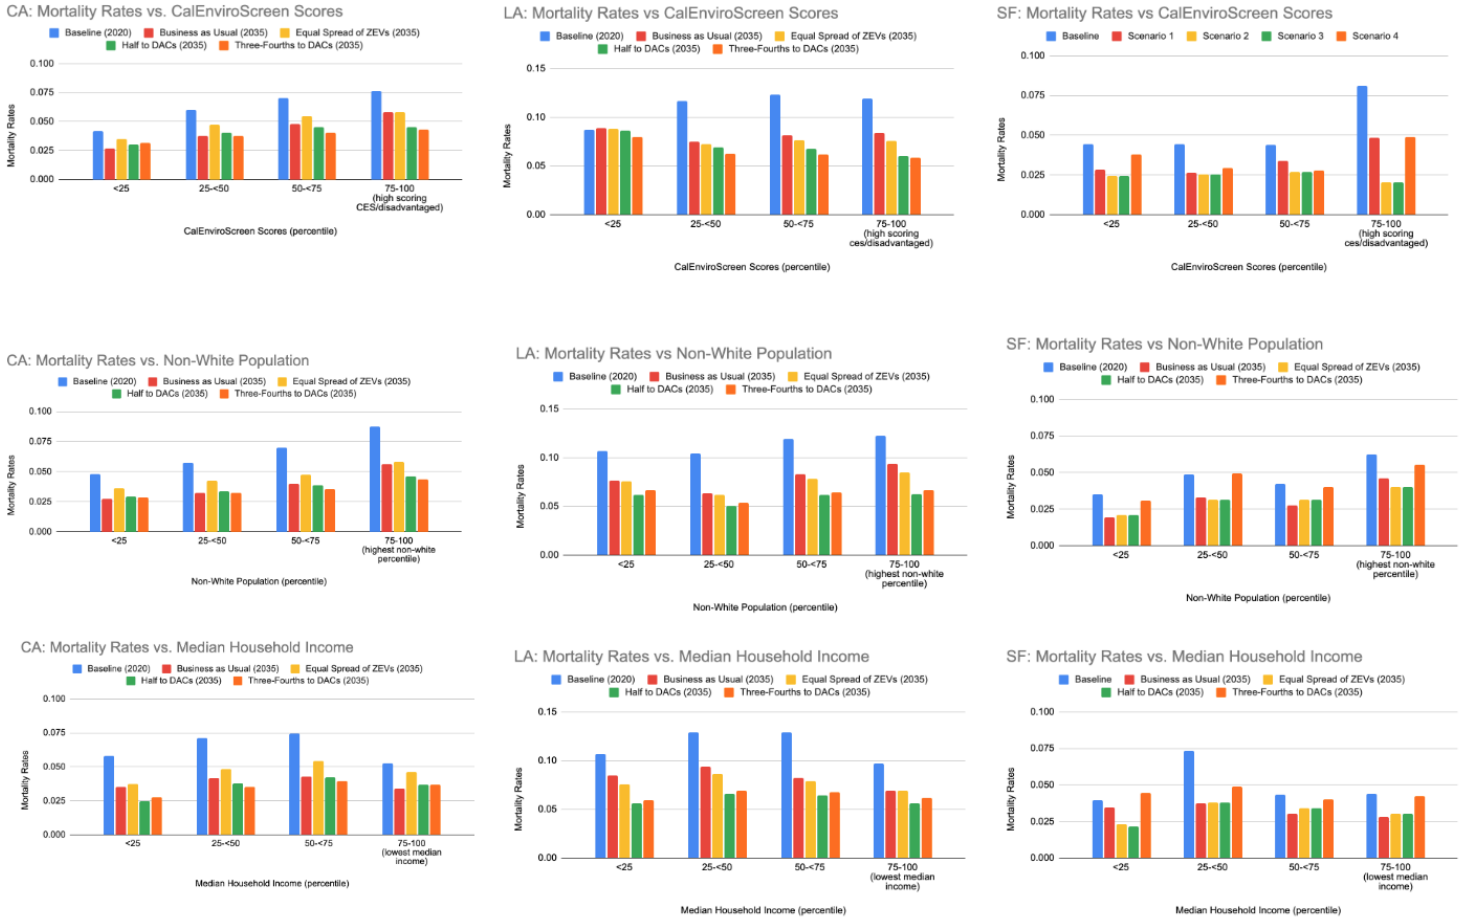 CA: Mortality Rates vs. CalEnviroScreen Scores
Baseline (2020) Business as Usual (2035) Equal Spread of ZEVs (2035)
Half to DACs (2035) Three-Fourths to DACs (2035)
Mortality Rates
0.100
0.075
0.050
0.025
0.000
<25 25-<50 50-<75 75-100
(high scoring
CES/disadvantaged)
CalEnviroScreen Scores (percentile)
LA: Mortality Rates vs CalEnviroScreen Scores
Baseline (2020) Business as Usual (2035) Equal Spread of ZEVs (2035)
Half to DACs (2035) Three-Fourths to DACs (2035)
Mortality Rates
0.15
0.10
0.05
0.00
<25 25-<50 50-<75 75-100
(high scoring
ces/disadvantaged)
CalEnviroScreen Scores (percentile)
SF: Mortality Rates vs CalEnviroScreen Scores
Baseline Scenario 1 Scenario 2 Scenario 3 Scenario 4
Mortality Rates
0.100
0.075
0.050
0.025
0.000
<25 25-<50 50-<75 75-100
(high scoring
ces/disadvantaged)
CalEnviroScreen Scores (percentile)
CA: Mortality Rates vs. Non-White Population
Baseline (2020) Business as Usual (2035) Equal Spread of ZEVs (2035)
Half to DACs (2035) Three-Fourths to DACs (2035)
Mortality Rates
0.100
0.075
0.050
0.025
0.000
<25 25-<50 50-<75 75-100
(highest non-white
percentile)
Non-White Population (percentile)
LA: Mortality Rates vs Non-White Population
Baseline (2020) Business as Usual (2035) Equal Spread of ZEVs (2035)
Half to DACs (2035) Three-Fourths to DACs (2035)
Mortality Rates
0.15
0.10
0.05
0.00
<25 25-<50 50-<75 75-100
(highest non-white
percentile)
Non-White Population (percentile)
SF: Mortality Rates vs Non-White Population
Baseline Business as Usual (2035) Equal Spread of ZEVs (2035)
Half to DACs (2035) Three-Fourths to DACs (2035)
Mortality Rates
0.100
0.075
0.050
0.025
0.000
<25 25-<50 50-<75 75-100
(highest non-white
percentile)
Non-White Population (percentile)
CA: Mortality Rates vs. Median Household Income
Baseline (2020) Business as Usual (2035) Equal Spread of ZEVs (2035)
Half to DACs (2035) Three-Fourths to DACs (2035)
Mortality Rates
0.100
0.075
0.050
0.025
0.000
<25 25-<50 50-<75 75-100
(lowest median
income)
Median Household Income (percentile)
LA: Mortality Rates vs. Median Household Income
Baseline (2020) Business as Usual (2035) Equal Spread of ZEVs (2035)
Half to DACs (2035) Three-Fourths to DACs (2035)
Mortality Rates
0.15
0.10
0.05
0.00
<25 25-<50 50-<75 75-100
(lowest median
income)
Median Household Income (percentile)
SF: Mortality Rates vs. Median Household Income
Baseline Business as Usual (2035) Equal Spread of ZEVs (2035)
Half to DACs (2035) Three-Fourths to DACs (2035)
Mortality Rates
0.100
0.075
0.050
0.025
0.000
<25 25-<50 50-<75 75-100
(lowest median
income)
Median Household Income (percentile)